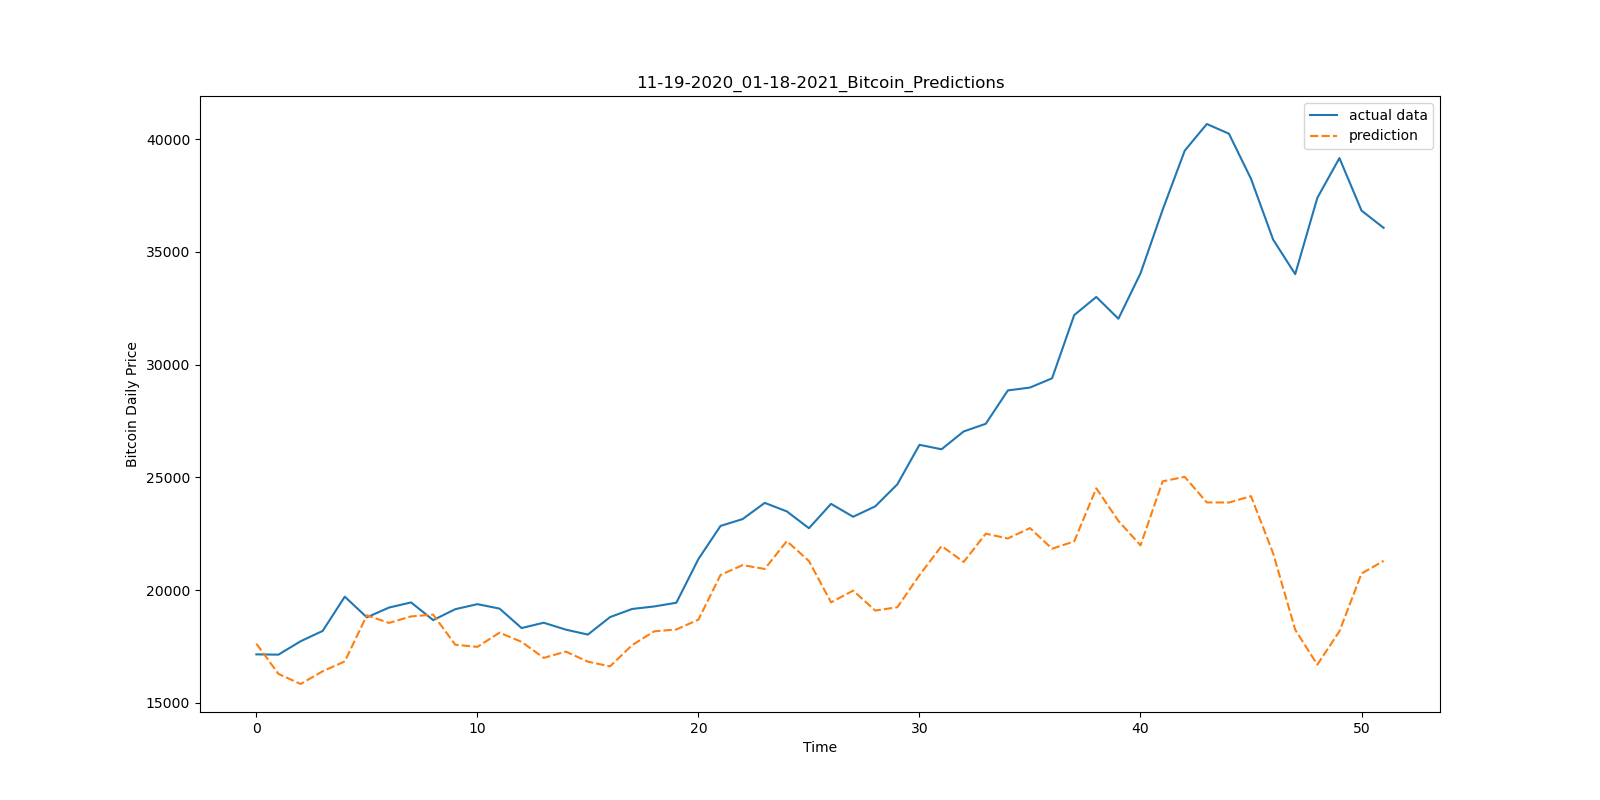 11-19-2020_01-18-2021_Bitcoin_Predictions
actual data
prediction
40000
35000
30000
25000
20000
15000
Bitcoin Daily Price
0 10 20 30 40 50
Time